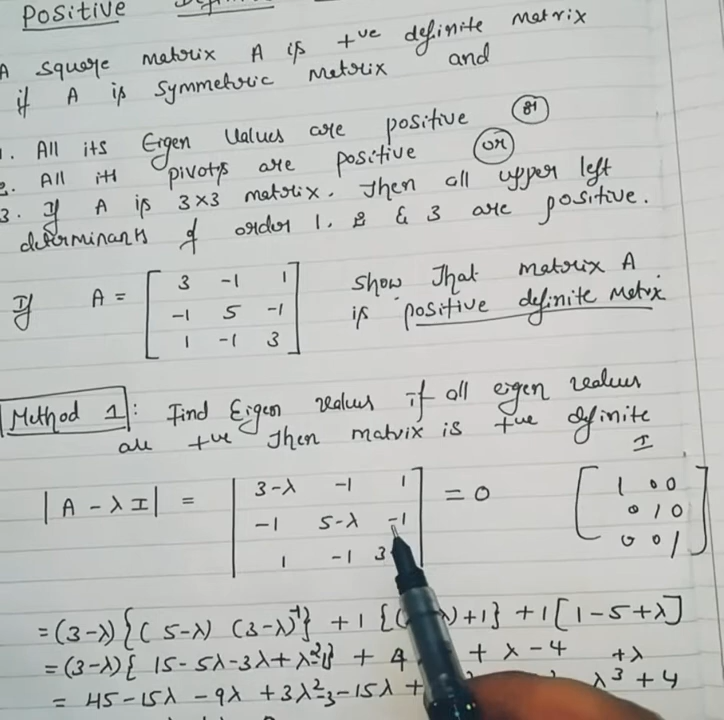 Positive
A square matrix A is +ve definite matrix
if A is Symmetric matrix and
1. All its Eigen Values are positive (or)
2. All its pivots are positive (or)
3. If A is 3×3 matrix. Then all upper left
determinants of order 1, 2 & 3 are positive.
If A = [ 3 -1 1
-1 5 -1
1 -1 3 ]
Show That matrix A
is positive definite Matrix
Method 1: Find Eigen values if all eigen values
are +ve Then matrix is +ve definite
I
|A - λI| = | 3-λ -1 1 | = 0 [ 1 0 0
-1 5-λ -1 0 1 0
1 -1 3 0 0 1 ]
= (3-λ) { (5-λ) (3-λ) -1 } + 1 { ( λ) +1 } + 1 [ 1 - 5 + λ ]
= (3-λ) { 15 - 5λ - 3λ + λ² - 1 } + 4 + λ - 4 + λ
= 45 - 15λ - 9λ + 3λ² - 3 - 15λ + λ³ + 4